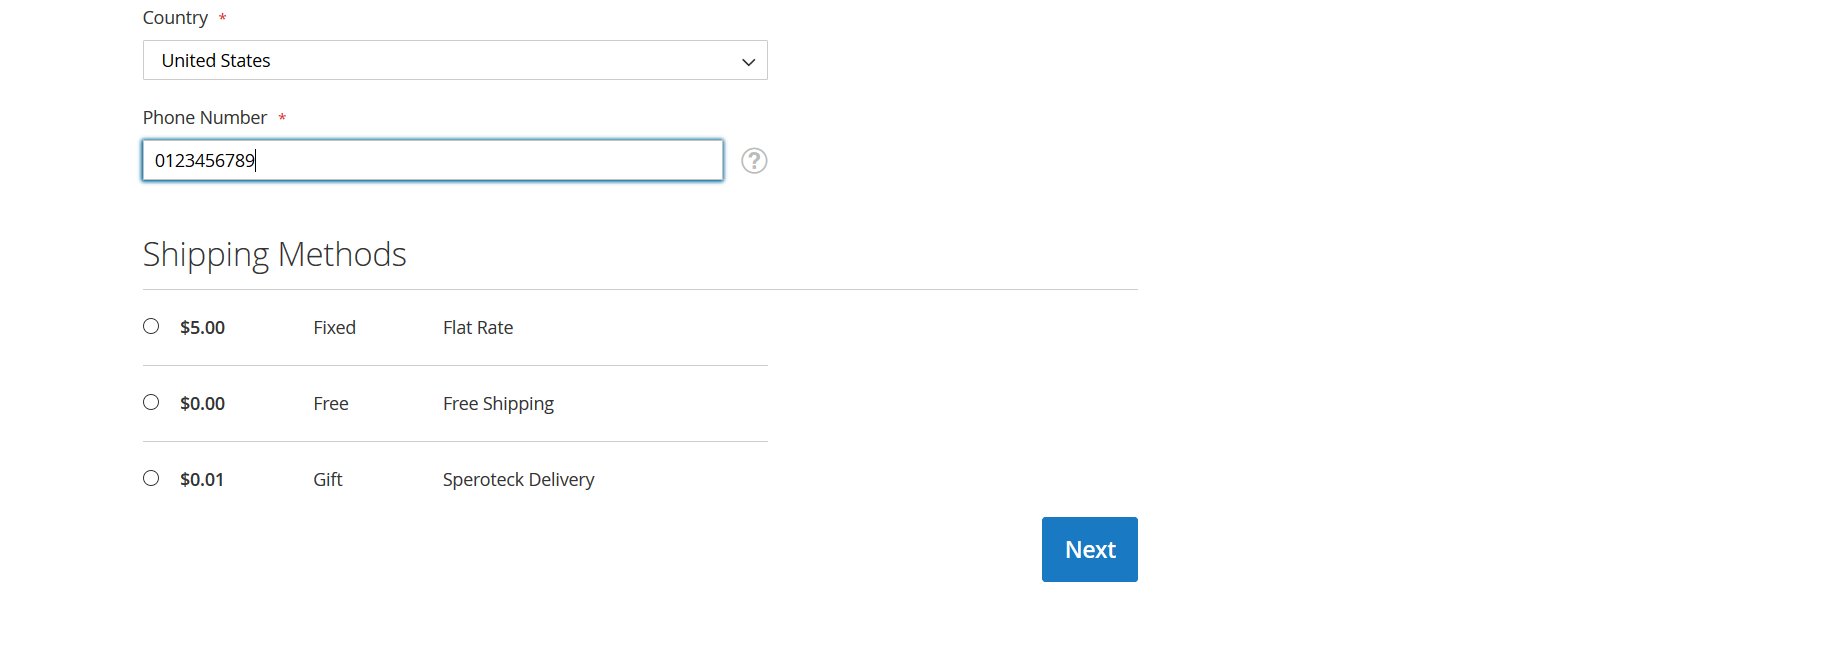 Country *
United States
Phone Number *
0123456789
?
Shipping Methods
$5.00 Fixed Flat Rate
$0.00 Free Free Shipping
$0.01 Gift Speroteck Delivery
Next